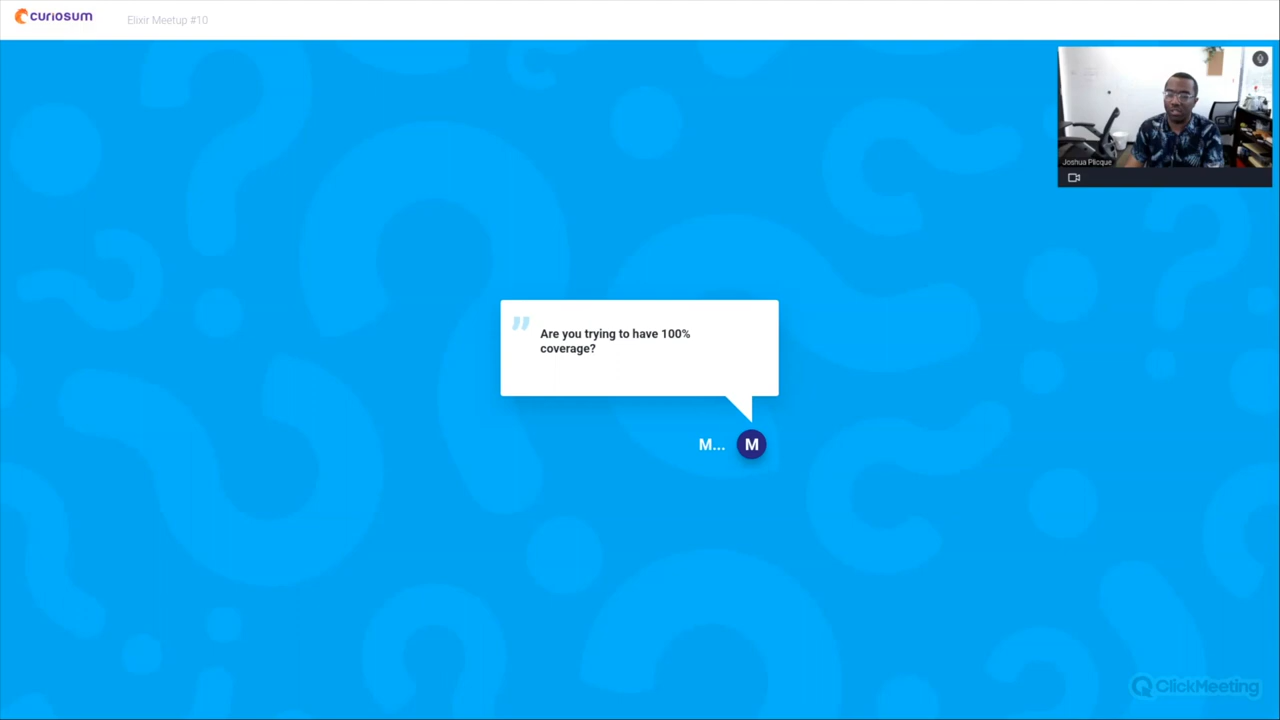 curiosum
Elixir Meetup #10
Joshua Plicque
Are you trying to have 100%
coverage?
M...
M
ClickMeeting